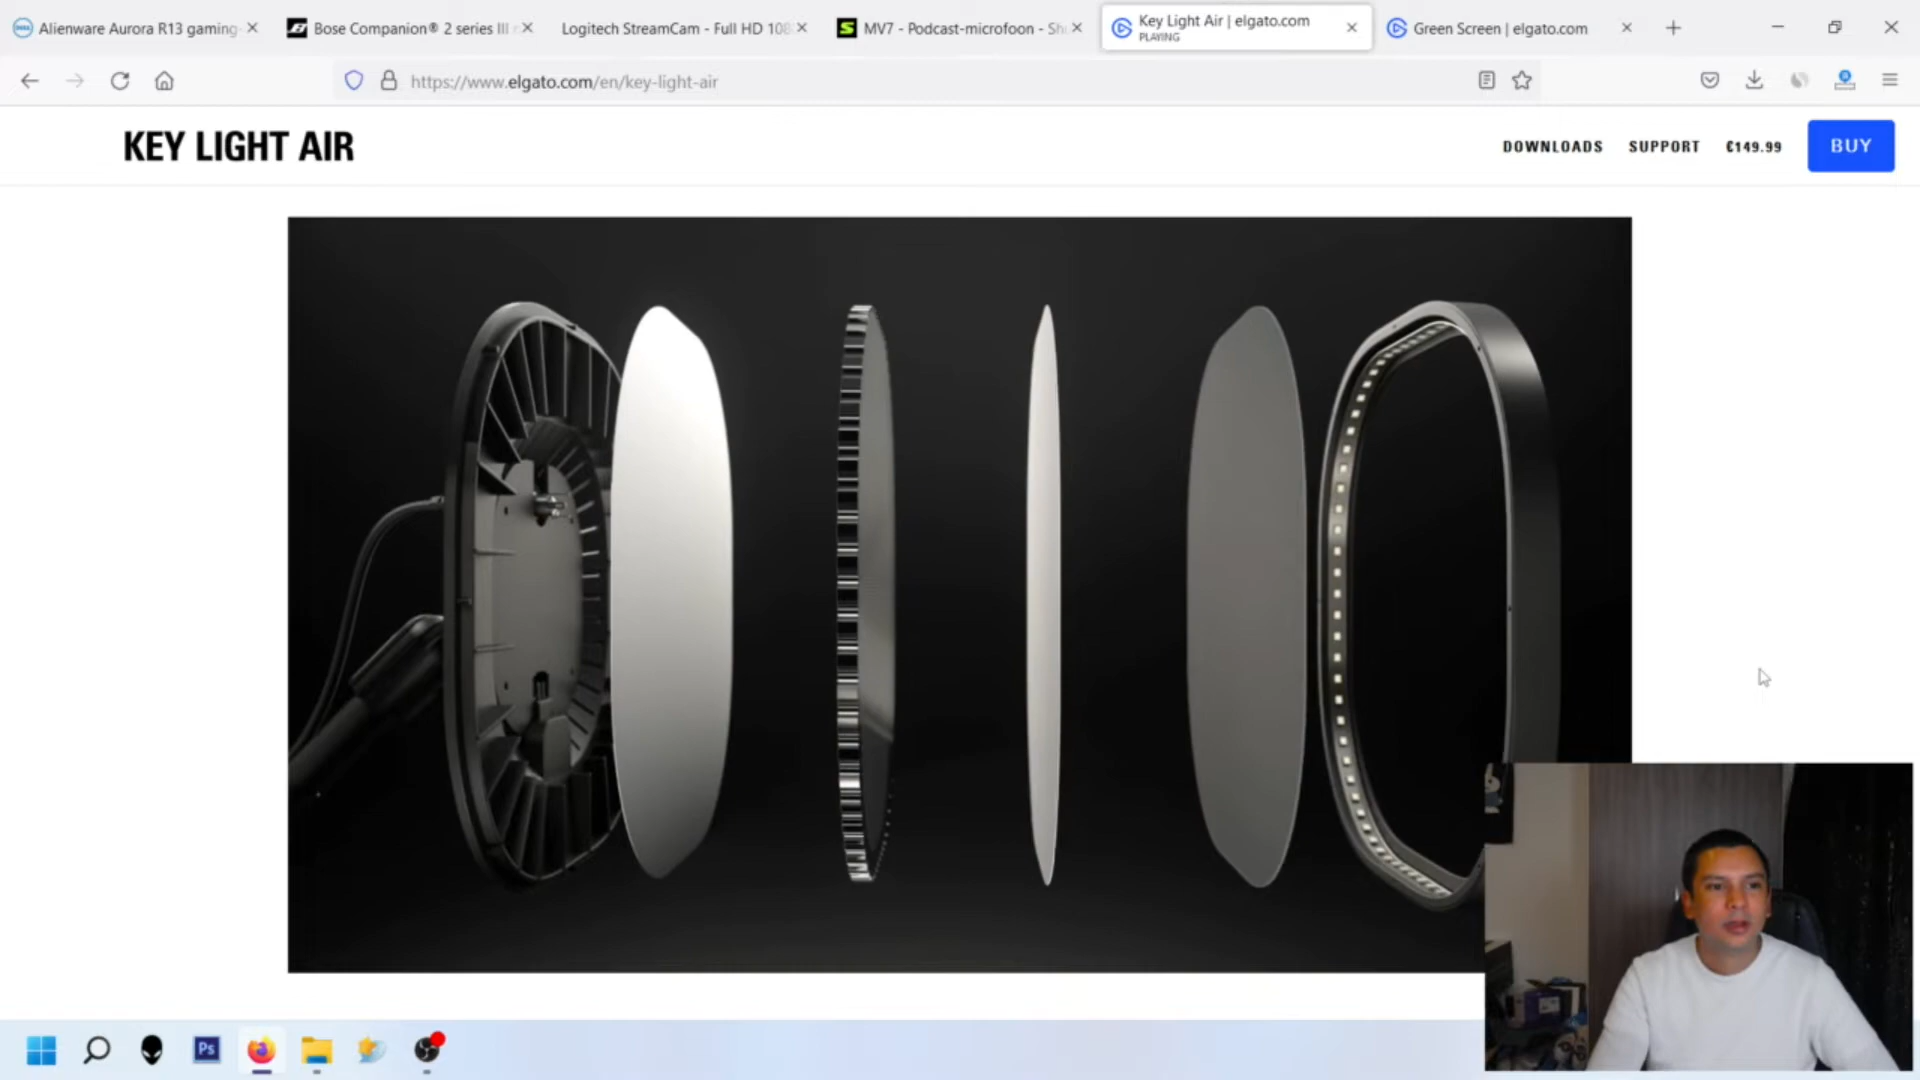 Alienware Aurora R13 gaming
Bose Companion® 2 series III
Logitech StreamCam - Full HD 108
MV7 - Podcast-microfoon - Sh
Key Light Air | elgato.com
PLAYING
Green Screen | elgato.com
https://www.elgato.com/en/key-light-air
KEY LIGHT AIR
DOWNLOADS
SUPPORT
€149.99
BUY
Ps